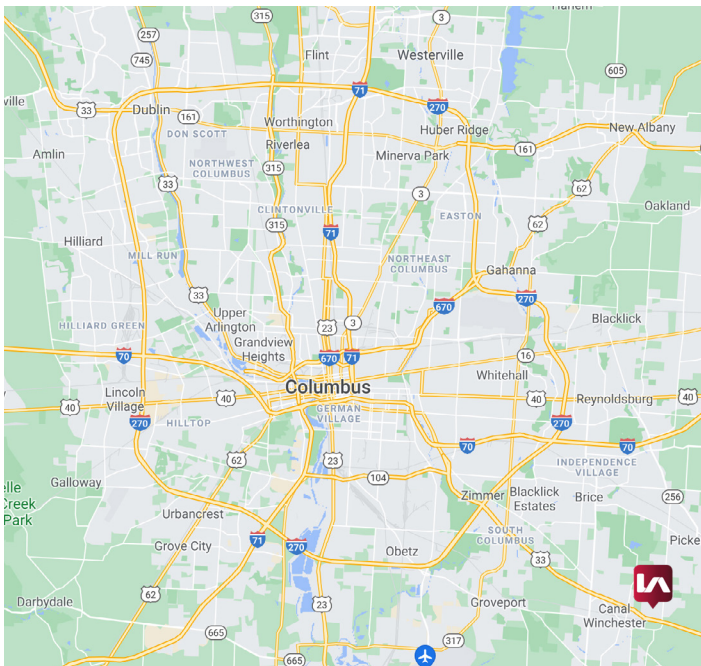 315
3
Harlem
257
Flint
Westerville
745
605
71
ville
33
Dublin
270
161
Worthington
Huber Ridge
New Albany
DON SCOTT
Riverlea
161
Amlin
Minerva Park
NORTHWEST
COLUMBUS
315
33
3
62
Oakland
CLINTONVILLE
EASTON
315
62
71
Hilliard
MILL RUN
NORTHEAST
COLUMBUS
Gahanna
33
270
670
Upper
Arlington
Blacklick
HILLIARD GREEN
23
3
70
Grandview
Heights
670
71
16
Columbus
Whitehall
Lincoln
Village
40
40
40
Reynoldsburg
40
GERMAN
VILLAGE
270
HILLTOP
270
70
70
62
23
INDEPENDENCE
VILLAGE
Galloway
104
elle
Creek
Park
Zimmer
Blacklick
Estates
Brice
256
Urbancrest
SOUTH
COLUMBUS
71
Picke
Grove City
270
Obetz
33
LA
62
23
Darbydale
Groveport
Canal
Winchester
665
317
665